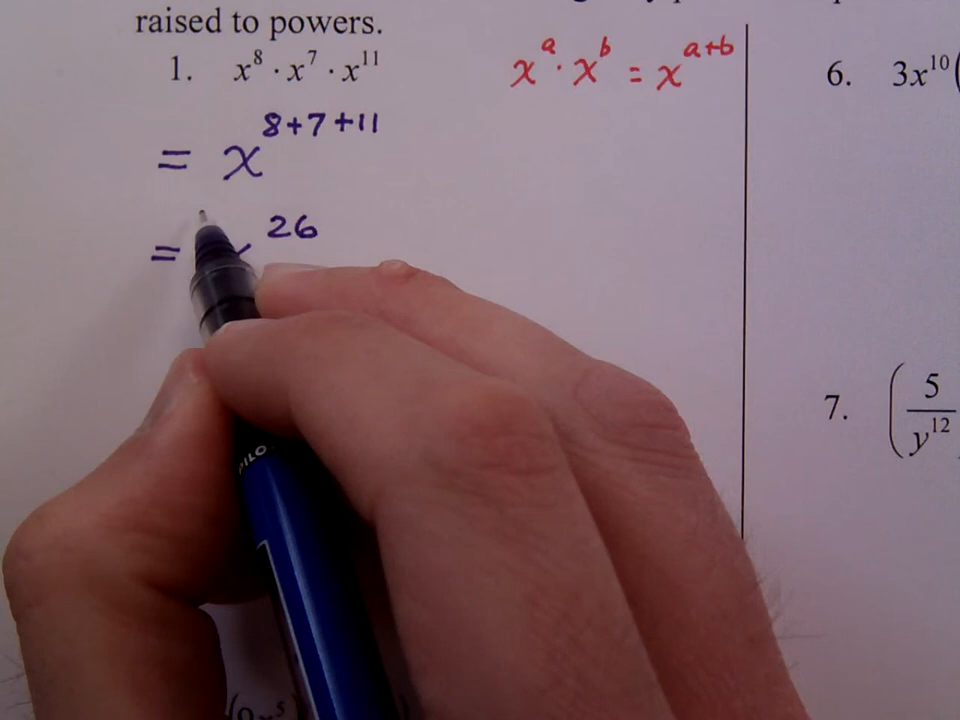 raised to powers.
1. x⁸ · x⁷ · x¹¹
xᵃ · xᵇ = xᵃ⁺ᵇ
= x⁸⁺⁷⁺¹¹
= x²⁶
6. 3x¹⁰(
7. (5/y¹²
PILO